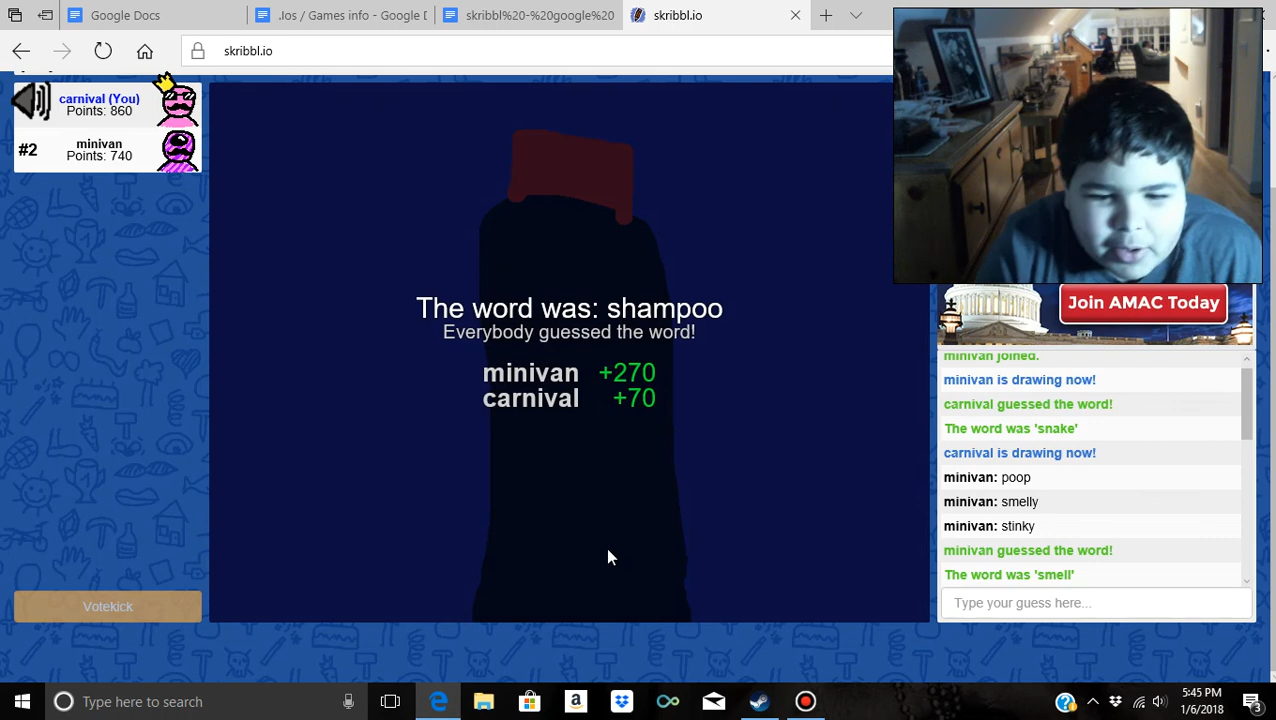 Docs
.Ios / Games info - Google D
skribbl%20-%20google%20
skribbl.io
skribbl.io
carnival (You)
Points: 860
#2
minivan
Points: 740
The word was: shampoo
Everybody guessed the word!
minivan +270
carnival +70
Votekick
Join AMAC Today
minivan joined.
minivan is drawing now!
carnival guessed the word!
The word was 'snake'
carnival is drawing now!
minivan: poop
minivan: smelly
minivan: stinky
minivan guessed the word!
The word was 'smell'
Type your guess here...
Type here to search
5:45 PM
1/6/2018
3